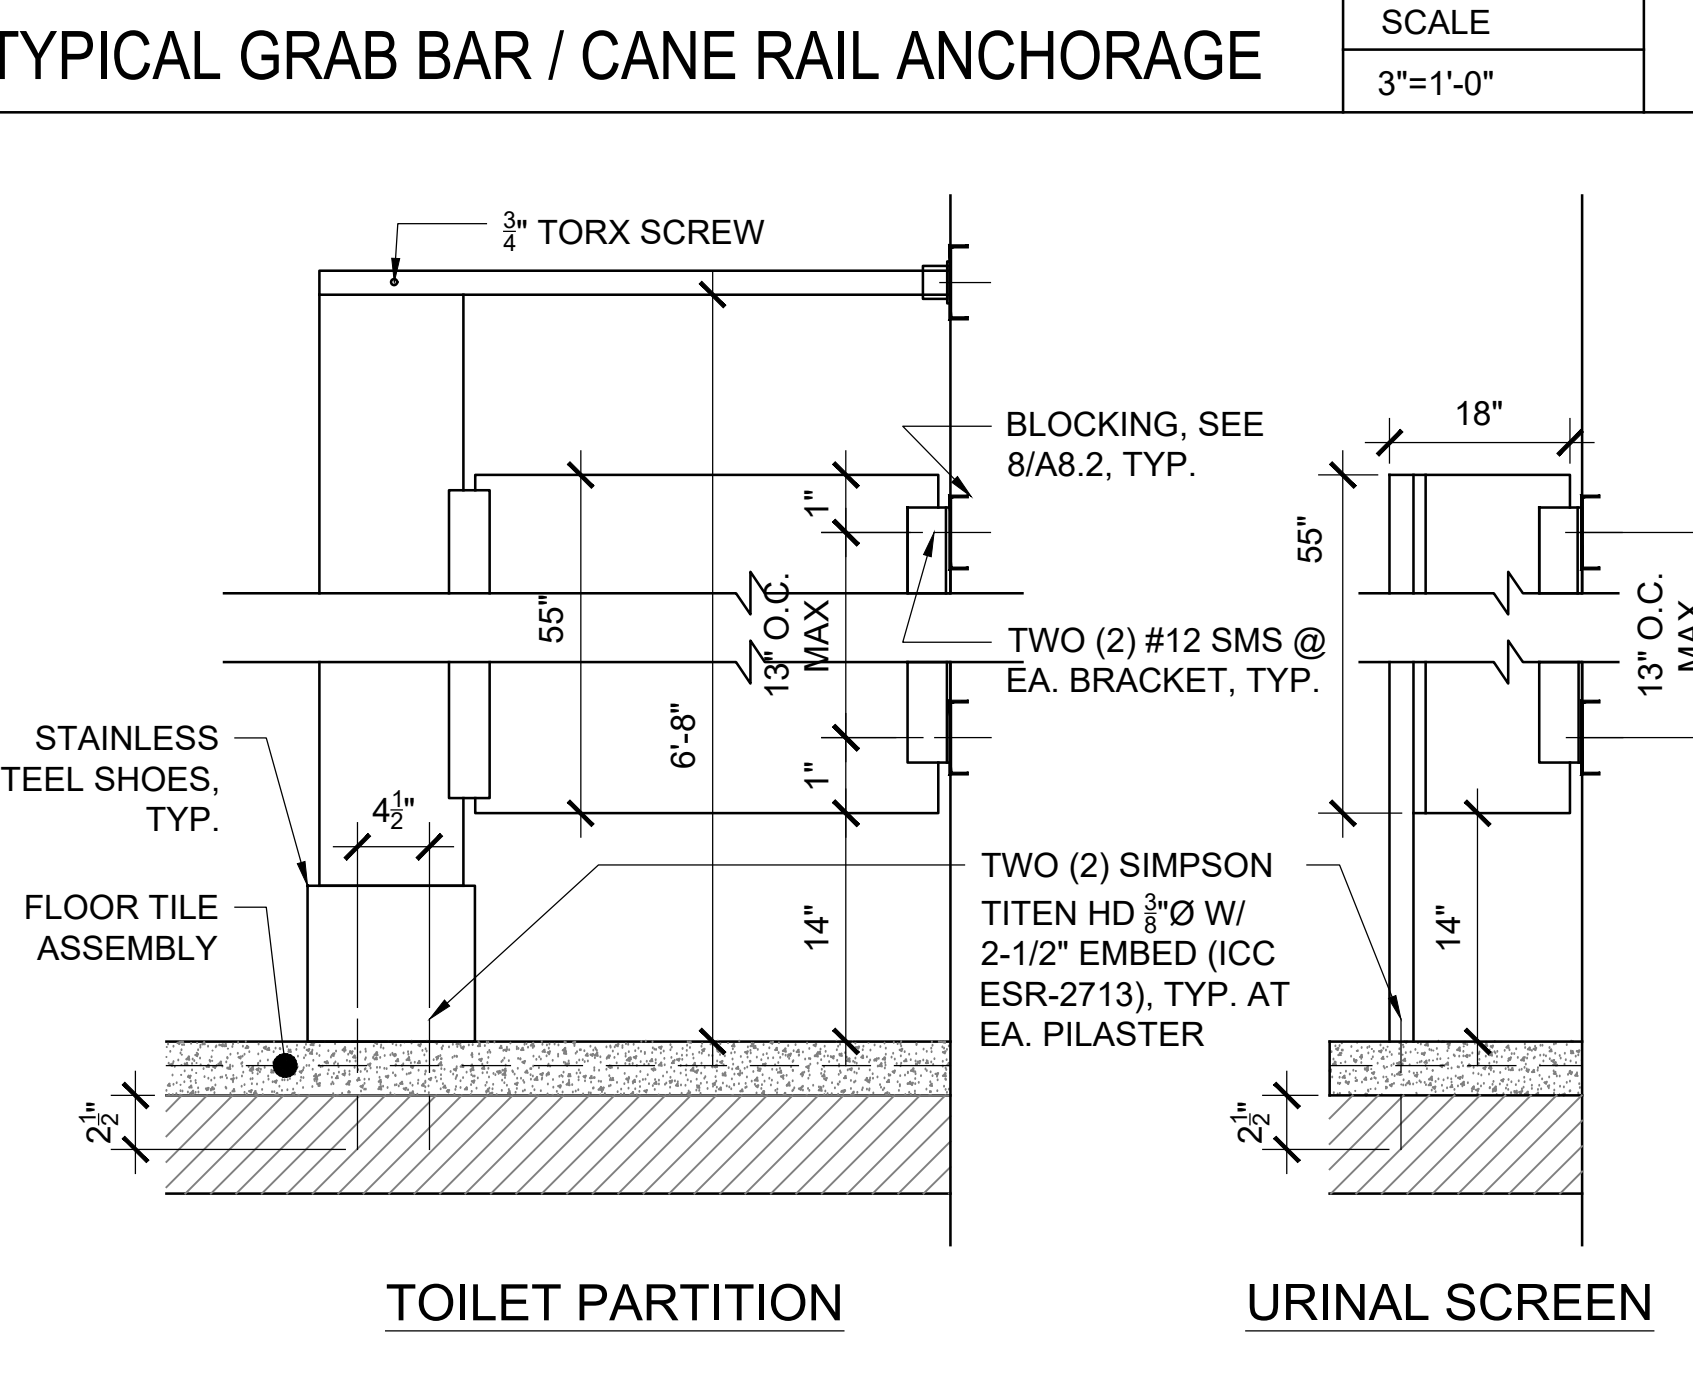 TYPICAL GRAB BAR / CANE RAIL ANCHORAGE
SCALE
3"=1'-0"
3/4" TORX SCREW
BLOCKING, SEE
8/A8.2, TYP.
18"
1"
55"
55"
13" O.C.
MAX
TWO (2) #12 SMS @
EA. BRACKET, TYP.
13" O.C.
MAX
6'-8"
1"
STAINLESS
TEEL SHOES,
TYP.
4 1/2"
TWO (2) SIMPSON
TITEN HD 3/8"Ø W/
2-1/2" EMBED (ICC
ESR-2713), TYP. AT
EA. PILASTER
FLOOR TILE
ASSEMBLY
14"
14"
2 1/2"
2 1/2"
TOILET PARTITION
URINAL SCREEN